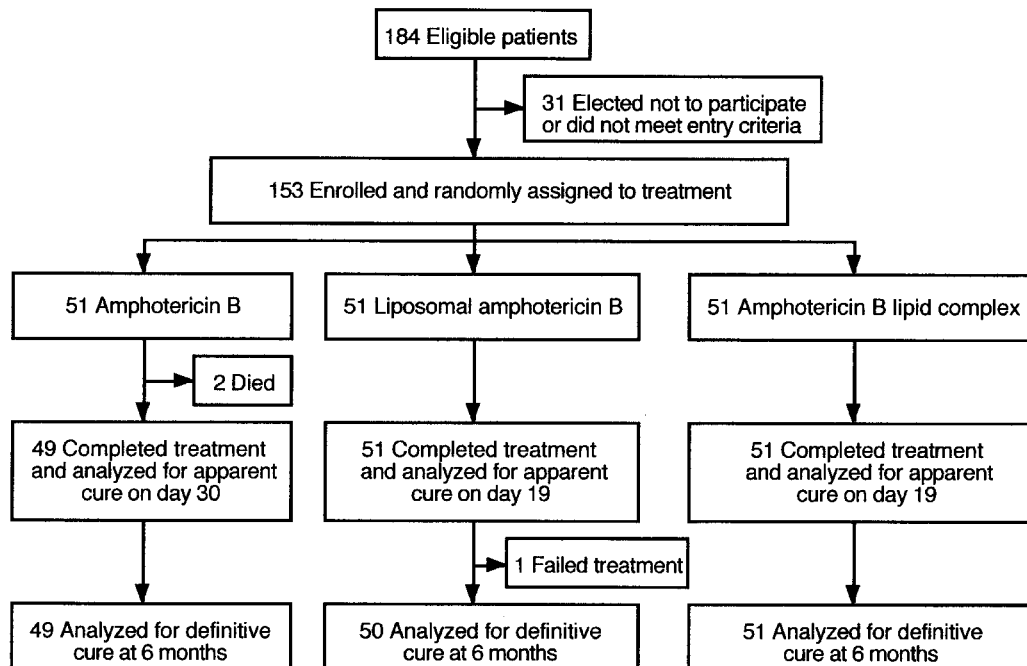 184 Eligible patients
31 Elected not to participate
or did not meet entry criteria
153 Enrolled and randomly assigned to treatment
51 Amphotericin B
51 Liposomal amphotericin B
51 Amphotericin B lipid complex
2 Died
49 Completed treatment
and analyzed for apparent
cure on day 30
51 Completed treatment
and analyzed for apparent
cure on day 19
51 Completed treatment
and analyzed for apparent
cure on day 19
1 Failed treatment
49 Analyzed for definitive
cure at 6 months
50 Analyzed for definitive
cure at 6 months
51 Analyzed for definitive
cure at 6 months